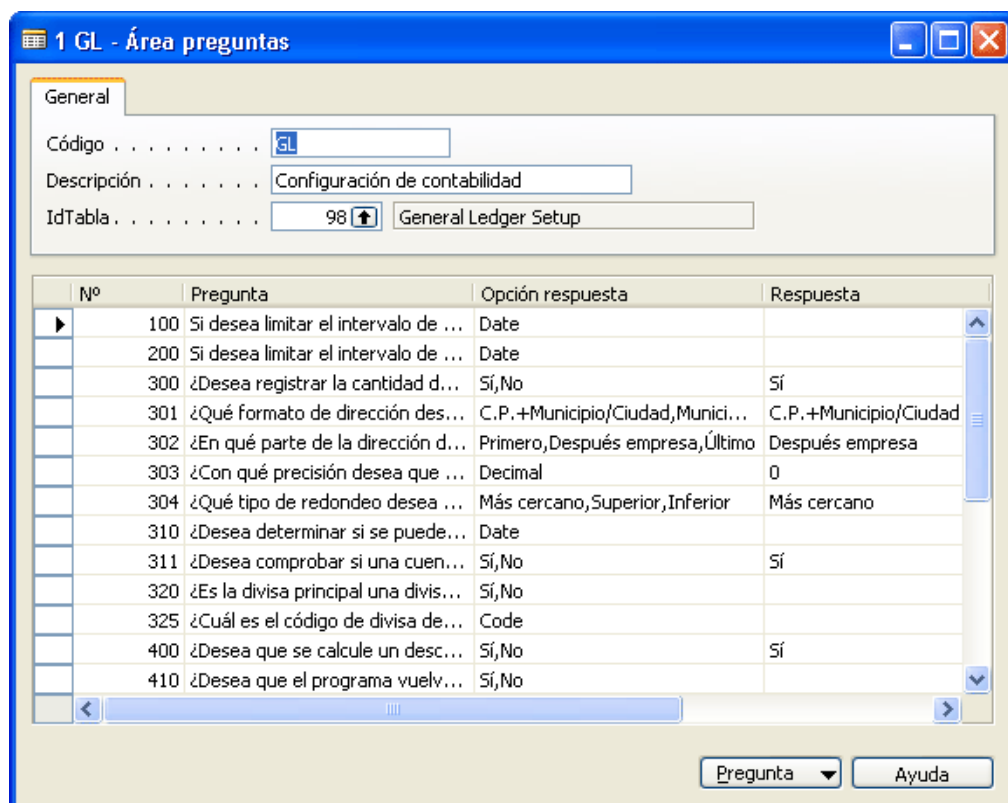 1 GL - Área preguntas
General
Código . . . . . . . . . GL
Descripción . . . . . . . Configuración de contabilidad
IdTabla . . . . . . . . . 98 General Ledger Setup
Nº Pregunta Opción respuesta Respuesta
100 Si desea limitar el intervalo de ... Date
200 Si desea limitar el intervalo de ... Date
300 ¿Desea registrar la cantidad d... Sí,No Sí
301 ¿Qué formato de dirección des... C.P.+Municipio/Ciudad,Munici... C.P.+Municipio/Ciudad
302 ¿En qué parte de la dirección d... Primero,Después empresa,Último Después empresa
303 ¿Con qué precisión desea que ... Decimal 0
304 ¿Qué tipo de redondeo desea ... Más cercano,Superior,Inferior Más cercano
310 ¿Desea determinar si se puede... Date
311 ¿Desea comprobar si una cuen... Sí,No Sí
320 ¿Es la divisa principal una divis... Sí,No
325 ¿Cuál es el código de divisa de... Code
400 ¿Desea que se calcule un desc... Sí,No Sí
410 ¿Desea que el programa vuelv... Sí,No
Pregunta Ayuda